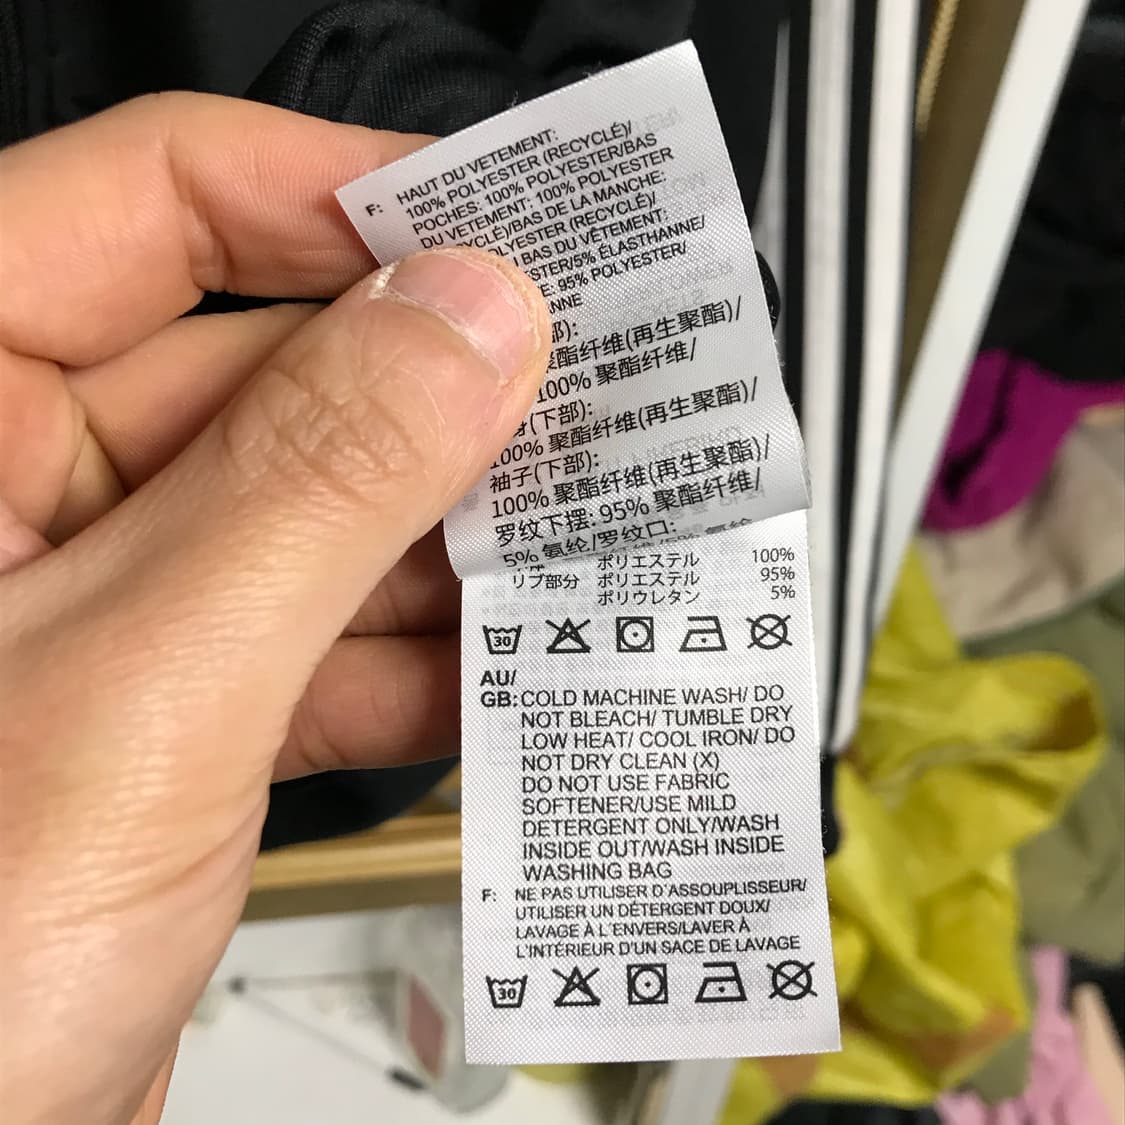 F: HAUT DU VETEMENT:
100% POLYESTER (RECYCLÉ)/
POCHES: 100% POLYESTER/BAS
DU VETEMENT: 100% POLYESTER
/BAS DE LA MANCHE:
(RECYCLÉ)/
BAS DU VÊTEMENT:
/5% ÉLASTHANNE/
95% POLYESTER/
部):
聚酯纤维(再生聚酯)/
100% 聚酯纤维/
身(下部):
100% 聚酯纤维(再生聚酯)/
袖子(下部):
100% 聚酯纤维(再生聚酯)/
罗纹下摆: 95% 聚酯纤维/
5% 氨纶/罗纹口:
ポリエステル 100%
リブ部分 ポリエステル 95%
ポリウレタン 5%
30
AU/
GB: COLD MACHINE WASH/ DO
NOT BLEACH/ TUMBLE DRY
LOW HEAT/ COOL IRON/ DO
NOT DRY CLEAN (X)
DO NOT USE FABRIC
SOFTENER/USE MILD
DETERGENT ONLY/WASH
INSIDE OUT/WASH INSIDE
WASHING BAG
F: NE PAS UTILISER D'ASSOUPLISSEUR/
UTILISER UN DÉTERGENT DOUX/
LAVAGE À L'ENVERS/LAVER À
L'INTÉRIEUR D'UN SACE DE LAVAGE
30